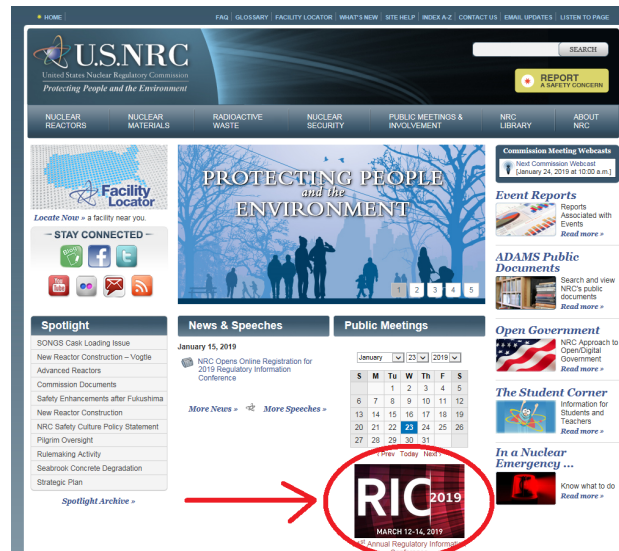 HOME
FAQ | GLOSSARY | FACILITY LOCATOR | WHAT'S NEW | SITE HELP | INDEX A-Z | CONTACT US | EMAIL UPDATES | LISTEN TO PAGE
U.S.NRC
United States Nuclear Regulatory Commission
Protecting People and the Environment
SEARCH
REPORT
A SAFETY CONCERN
NUCLEAR REACTORS
NUCLEAR MATERIALS
RADIOACTIVE WASTE
NUCLEAR SECURITY
PUBLIC MEETINGS & INVOLVEMENT
NRC LIBRARY
ABOUT NRC
Facility
Locator
Locate Now » a facility near you.
STAY CONNECTED
BLOG
You
Tube
PROTECTING PEOPLE
and the
ENVIRONMENT
1 2 3 4 5
Commission Meeting Webcasts
Next Commission Webcast
[January 24, 2019 at 10:00 a.m.]
Event Reports
Reports
Associated with
Events
Read more »
ADAMS Public
Documents
Search and view
NRC's public
documents
Read more »
Open Government
NRC Approach to
Open/Digital
Government
Read more »
The Student Corner
Information for
Students and
Teachers
Read more »
In a Nuclear
Emergency ...
Know what to do
Read more »
Spotlight
SONGS Cask Loading Issue
New Reactor Construction – Vogtle
Advanced Reactors
Commission Documents
Safety Enhancements after Fukushima
New Reactor Construction
NRC Safety Culture Policy Statement
Pilgrim Oversight
Rulemaking Activity
Seabrook Concrete Degradation
Strategic Plan
Spotlight Archive »
News & Speeches
January 15, 2019
NRC Opens Online Registration for
2019 Regulatory Information
Conference
More News » More Speeches »
Public Meetings
January 23 2019
S M Tu W Th F S
1 2 3 4 5
6 7 8 9 10 11 12
13 14 15 16 17 18 19
20 21 22 23 24 25 26
27 28 29 30 31
‹ Prev Today Next ›
RIC 2019
MARCH 12-14, 2019
Annual Regulatory Information